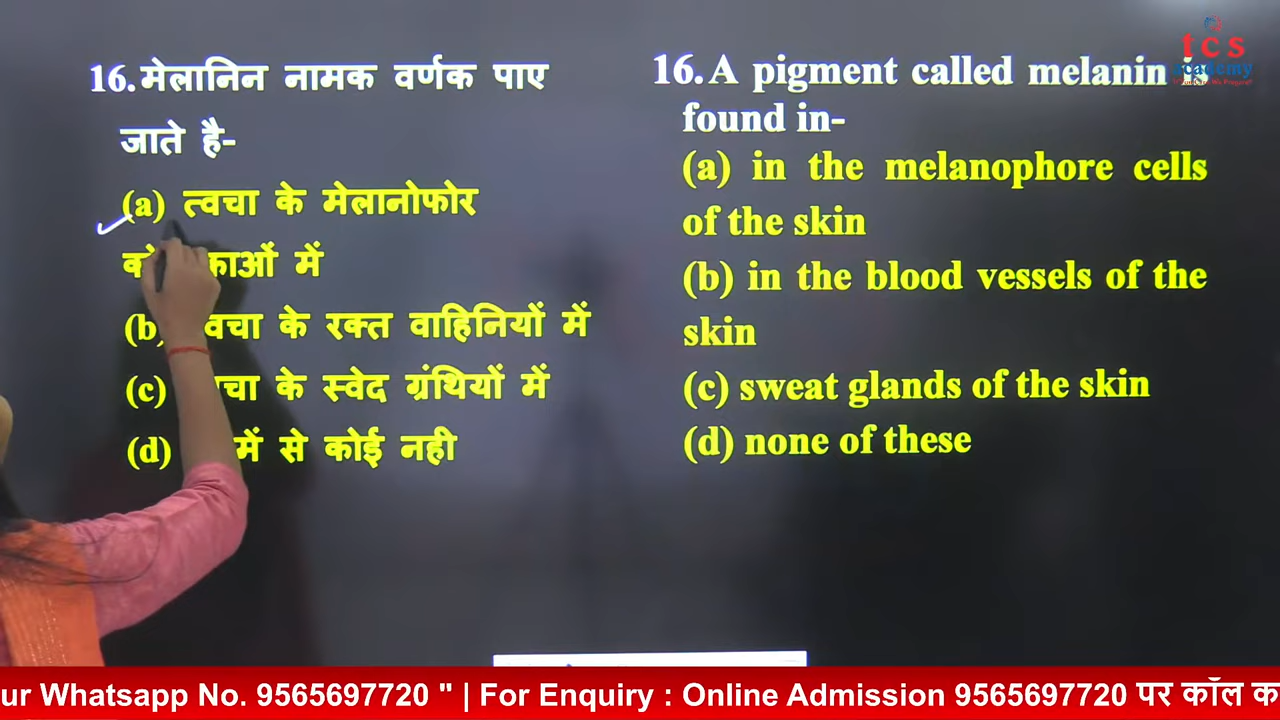 16.मेलानिन नामक वर्णक पाए
जाते है-
(a) त्वचा के मेलानोफोर
में
(b) के रक्त वाहिनियों में
(c) के स्वेद ग्रंथियों में
(d) में से कोई नही
16.A pigment called melanin is
found in-
(a) in the melanophore cells
of the skin
(b) in the blood vessels of the
skin
(c) sweat glands of the skin
(d) none of these
tcs
academy
ur Whatsapp No. 9565697720 " | For Enquiry : Online Admission 9565697720 पर कॉल क